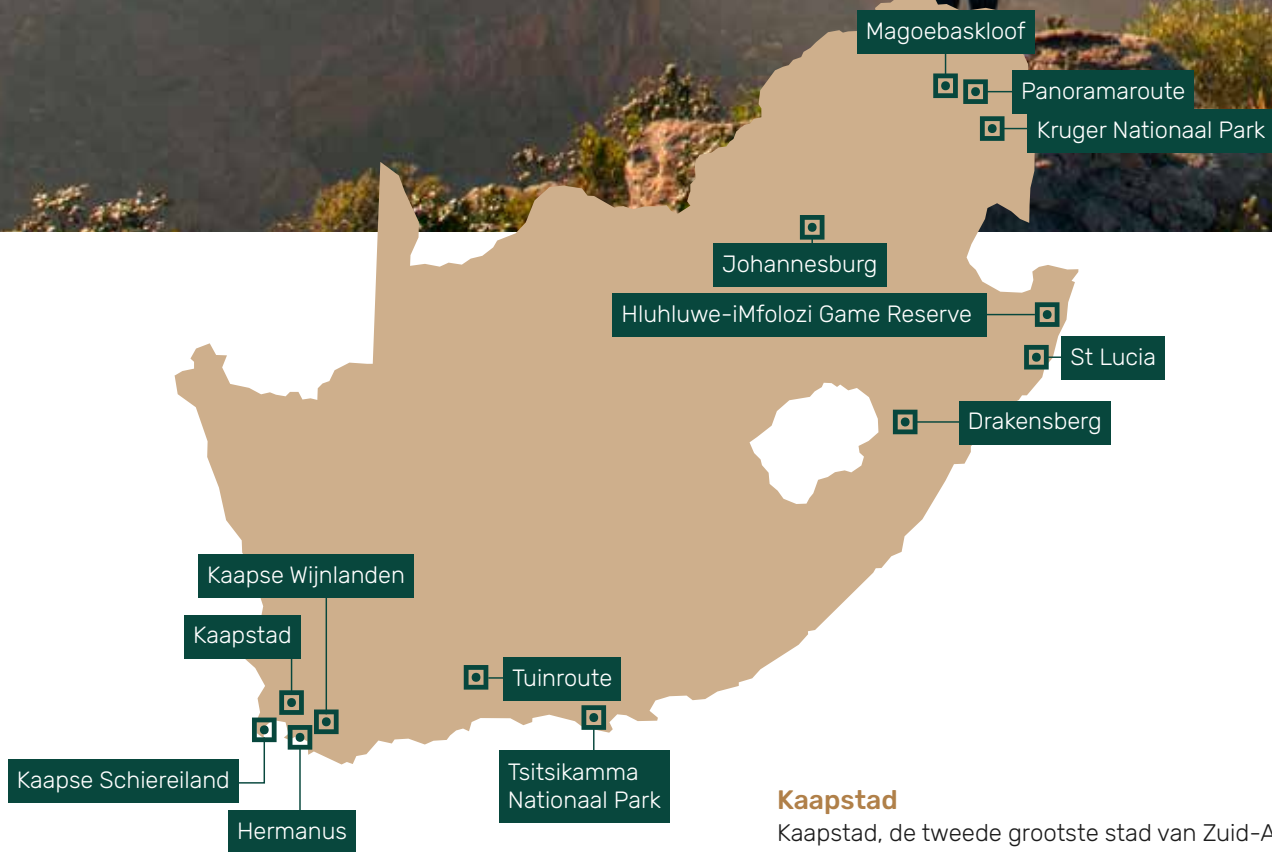 Magoebaskloof
Panoramaroute
Kruger Nationaal Park
Johannesburg
Hluhluwe-iMfolozi Game Reserve
St Lucia
Drakensberg
Kaapse Wijnlanden
Kaapstad
Tuinroute
Kaapse Schiereiland
Tsitsikamma
Nationaal Park
Hermanus
Kaapstad
Kaapstad, de tweede grootste stad van Zuid-A